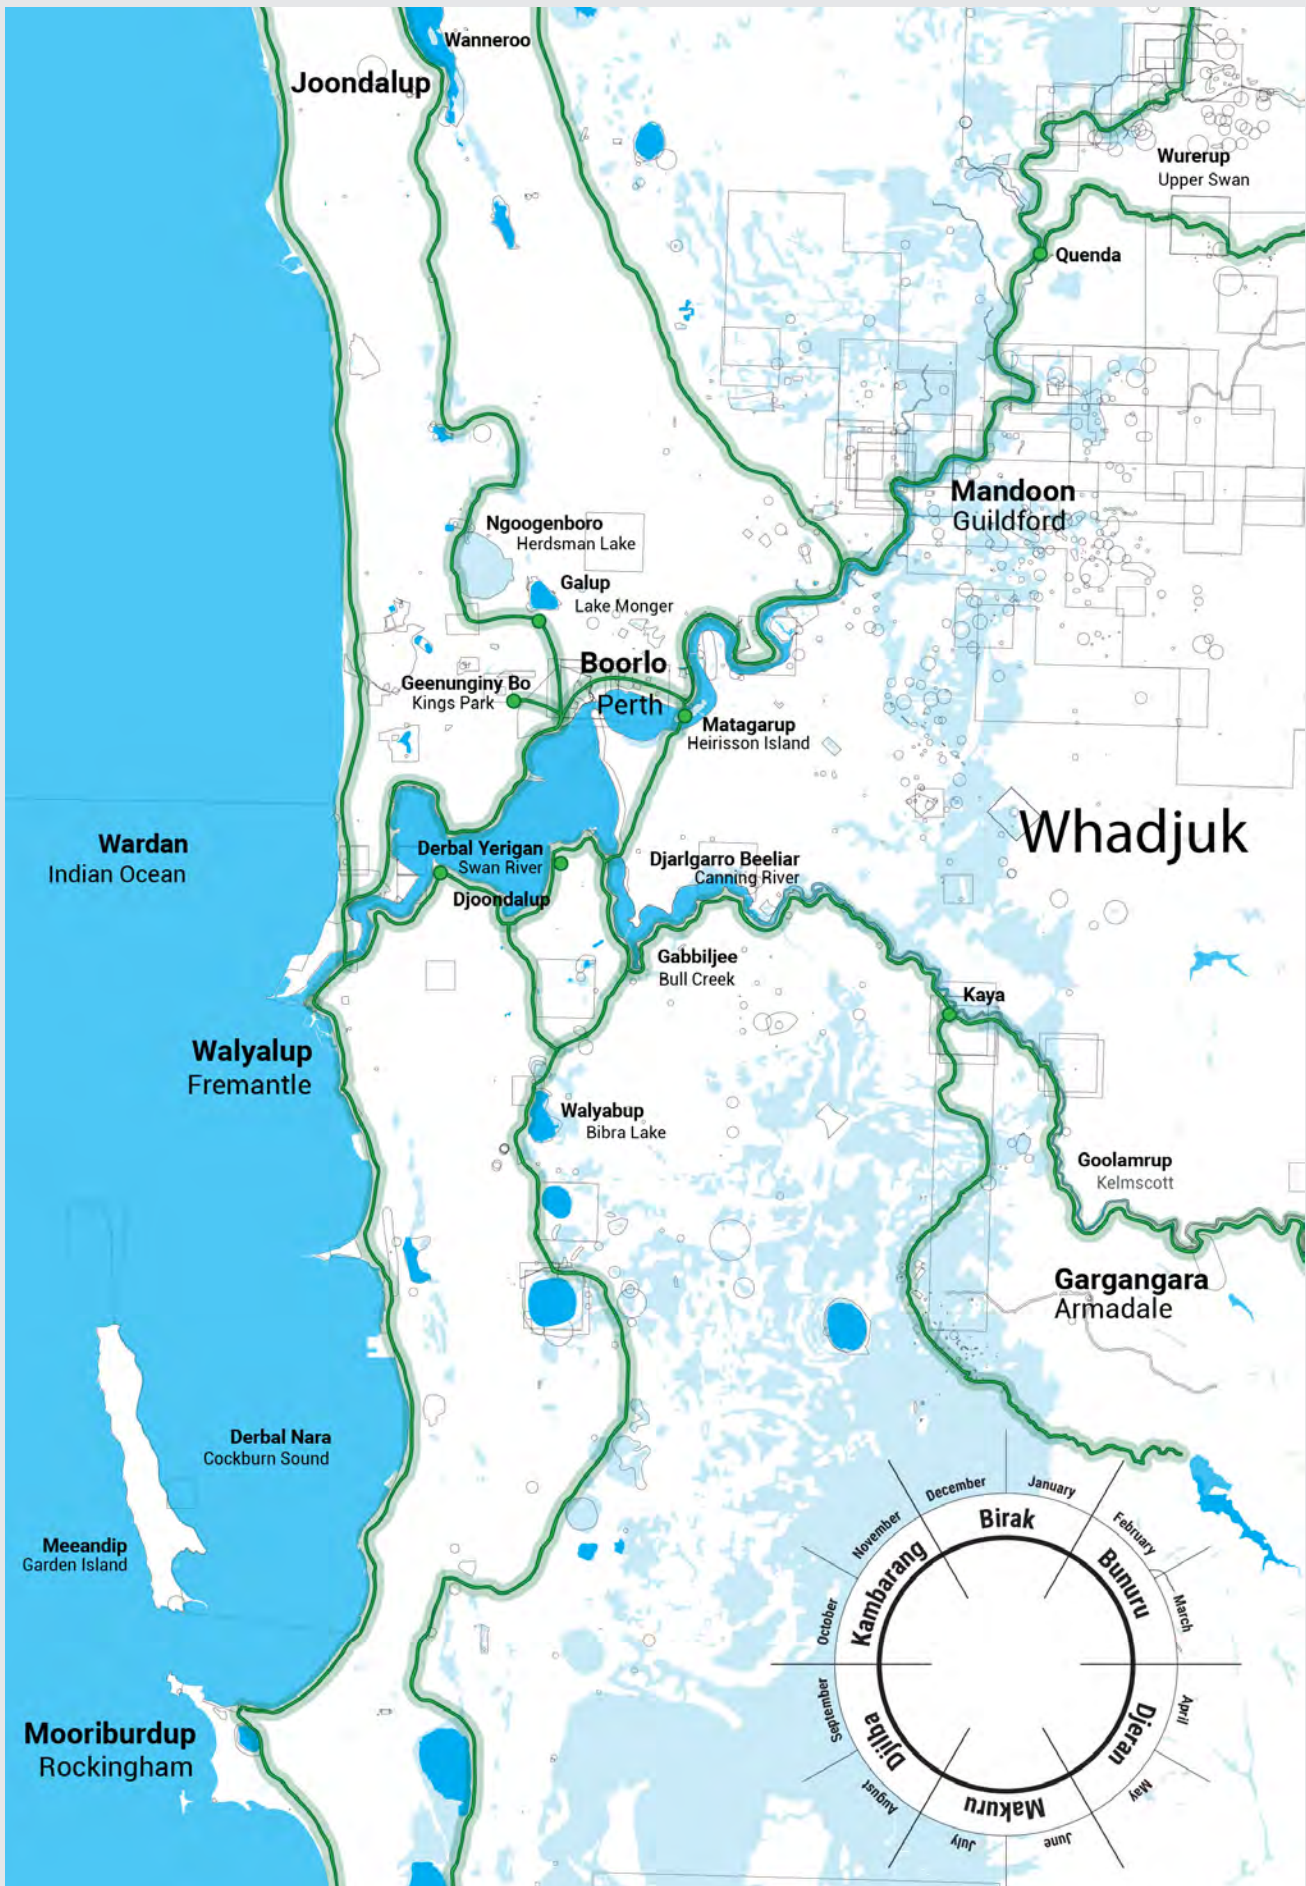 Wanneroo
Joondalup
Wurerup
Upper Swan
Quenda
Mandoon
Guildford
Ngoogenboro
Herdsman Lake
Galup
Lake Monger
Boorlo
Perth
Geenunginy Bo
Kings Park
Matagarup
Heirisson Island
Whadjuk
Wardan
Indian Ocean
Derbal Yerigan
Swan River
Djarlgarro Beeliar
Canning River
Djoondalup
Gabbiljee
Bull Creek
Kaya
Walyalup
Fremantle
Walyabup
Bibra Lake
Goolamrup
Kelmscott
Gargangara
Armadale
Derbal Nara
Cockburn Sound
Meeandip
Garden Island
Mooriburdup
Rockingham
December
January
February
March
April
May
June
July
August
September
October
November
Birak
Bunuru
Djeran
Makuru
Djilba
Kambarang